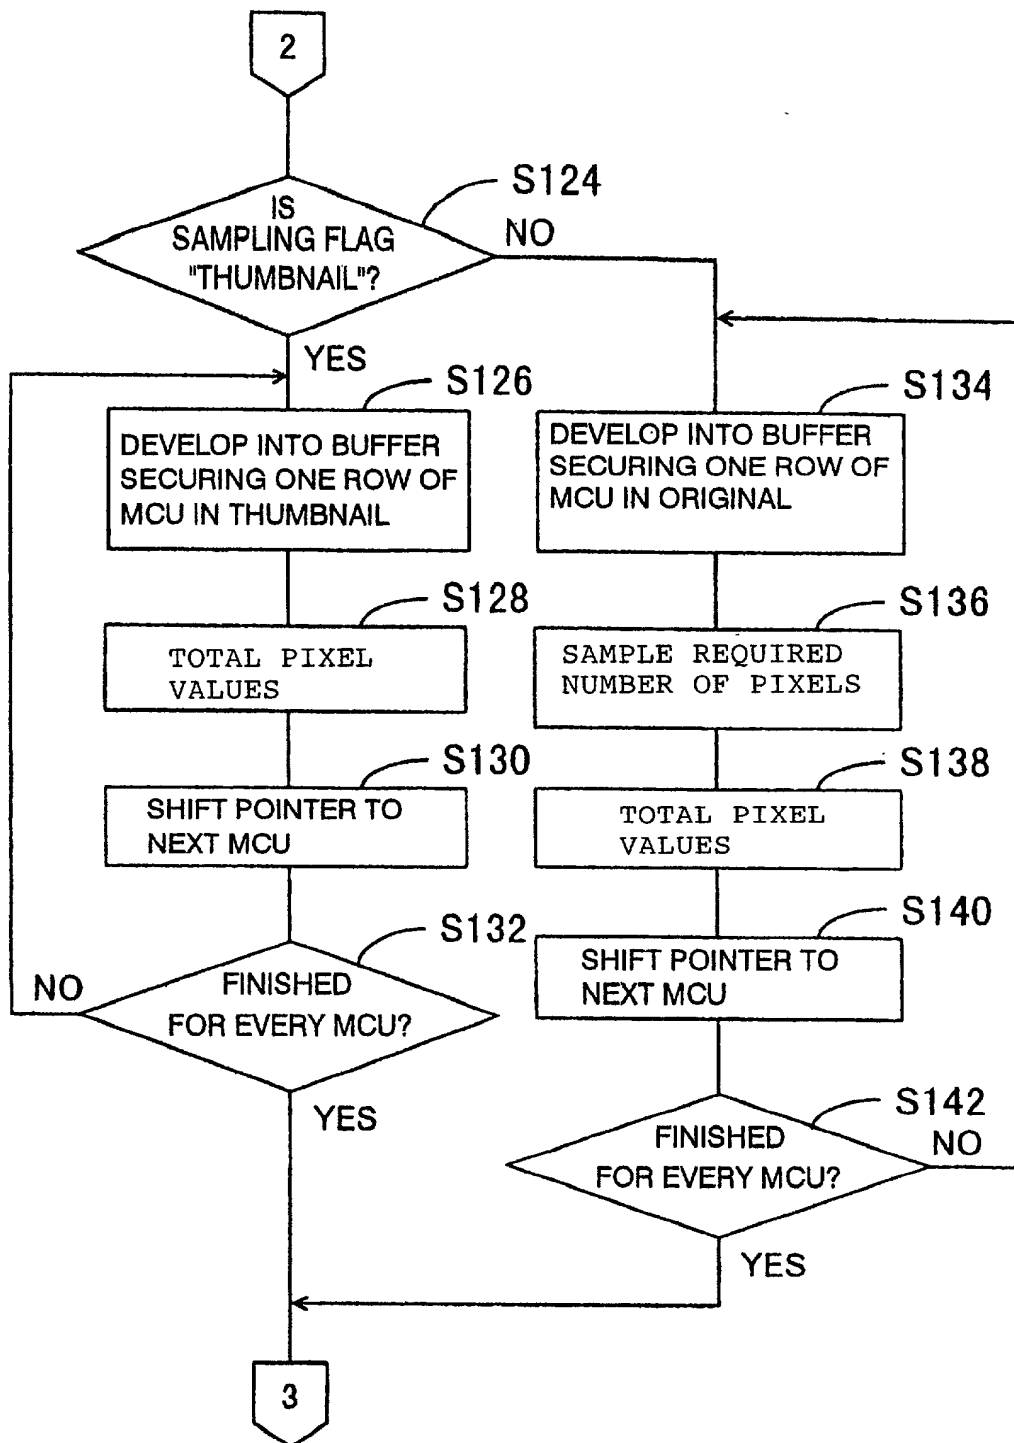 2
S124
IS
SAMPLING FLAG
"THUMBNAIL"?
NO
YES
S126
DEVELOP INTO BUFFER
SECURING ONE ROW OF
MCU IN THUMBNAIL
S128
TOTAL PIXEL
VALUES
S130
SHIFT POINTER TO
NEXT MCU
S132
FINISHED
FOR EVERY MCU?
NO
YES
S134
DEVELOP INTO BUFFER
SECURING ONE ROW OF
MCU IN ORIGINAL
S136
SAMPLE REQUIRED
NUMBER OF PIXELS
S138
TOTAL PIXEL
VALUES
S140
SHIFT POINTER TO
NEXT MCU
S142
FINISHED
FOR EVERY MCU?
NO
YES
3